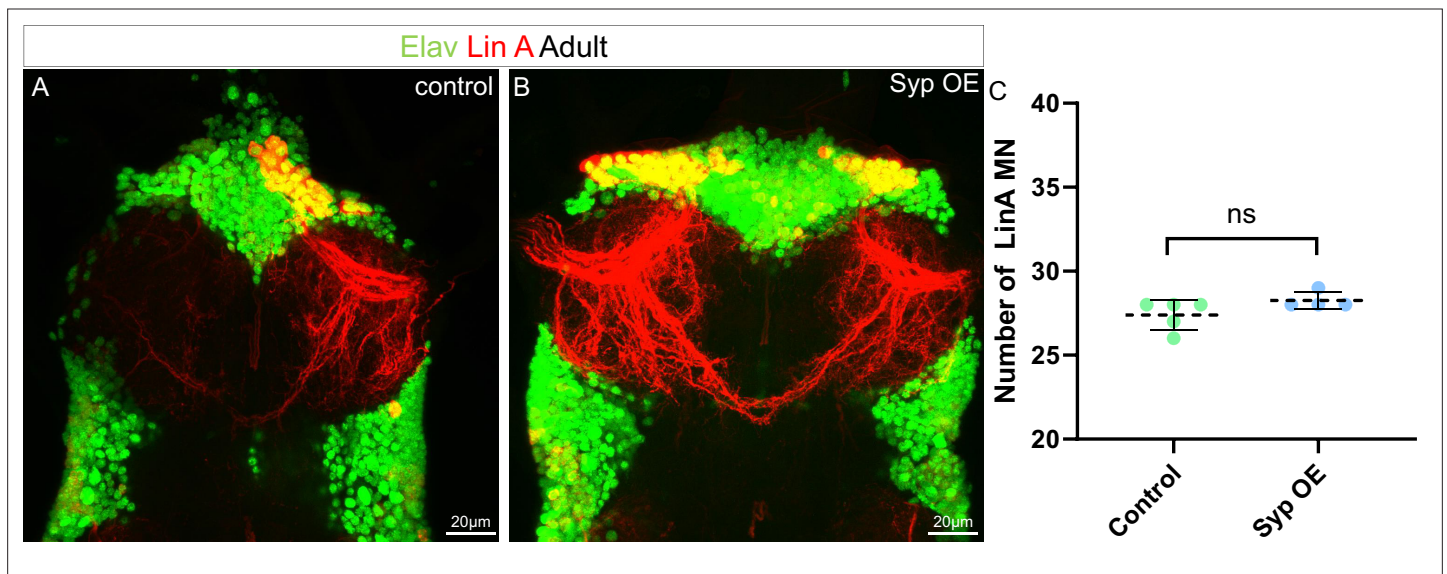 Elav Lin A Adult
A
control
20µm
B
Syp OE
20µm
C
Number of LinA MN
40
35
30
25
20
ns
Control
Syp OE